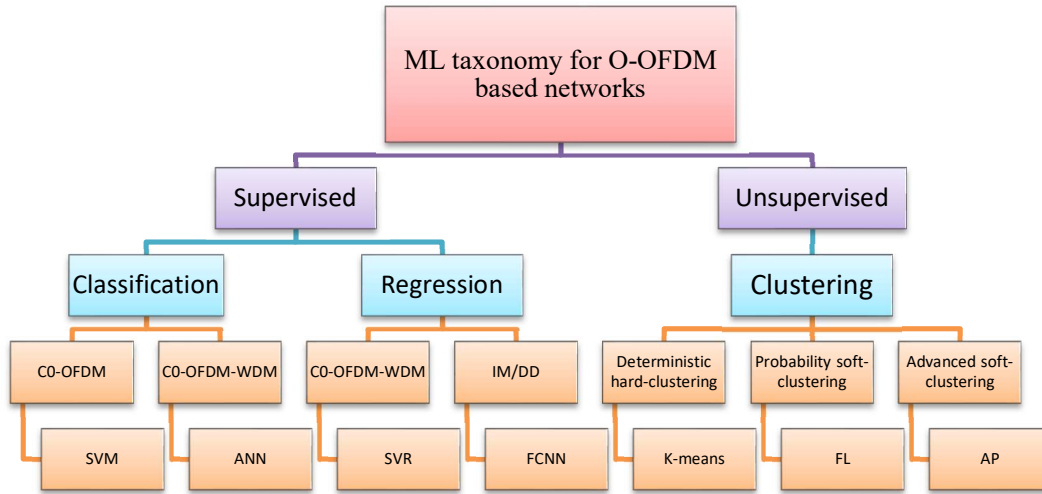 ML taxonomy for O-OFDM
based networks
Supervised
Unsupervised
Classification
Regression
Clustering
C0-OFDM
C0-OFDM-WDM
C0-OFDM-WDM
IM/DD
Deterministic
hard-clustering
Probability soft-
clustering
Advanced soft-
clustering
SVM
ANN
SVR
FCNN
K-means
FL
AP